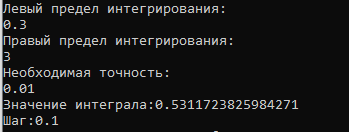 Левый предел интегрирования:
0.3
Правый предел интегрирования:
3
Необходимая точность:
0.01
Значение интеграла:0.5311723825984271
Шаг:0.1